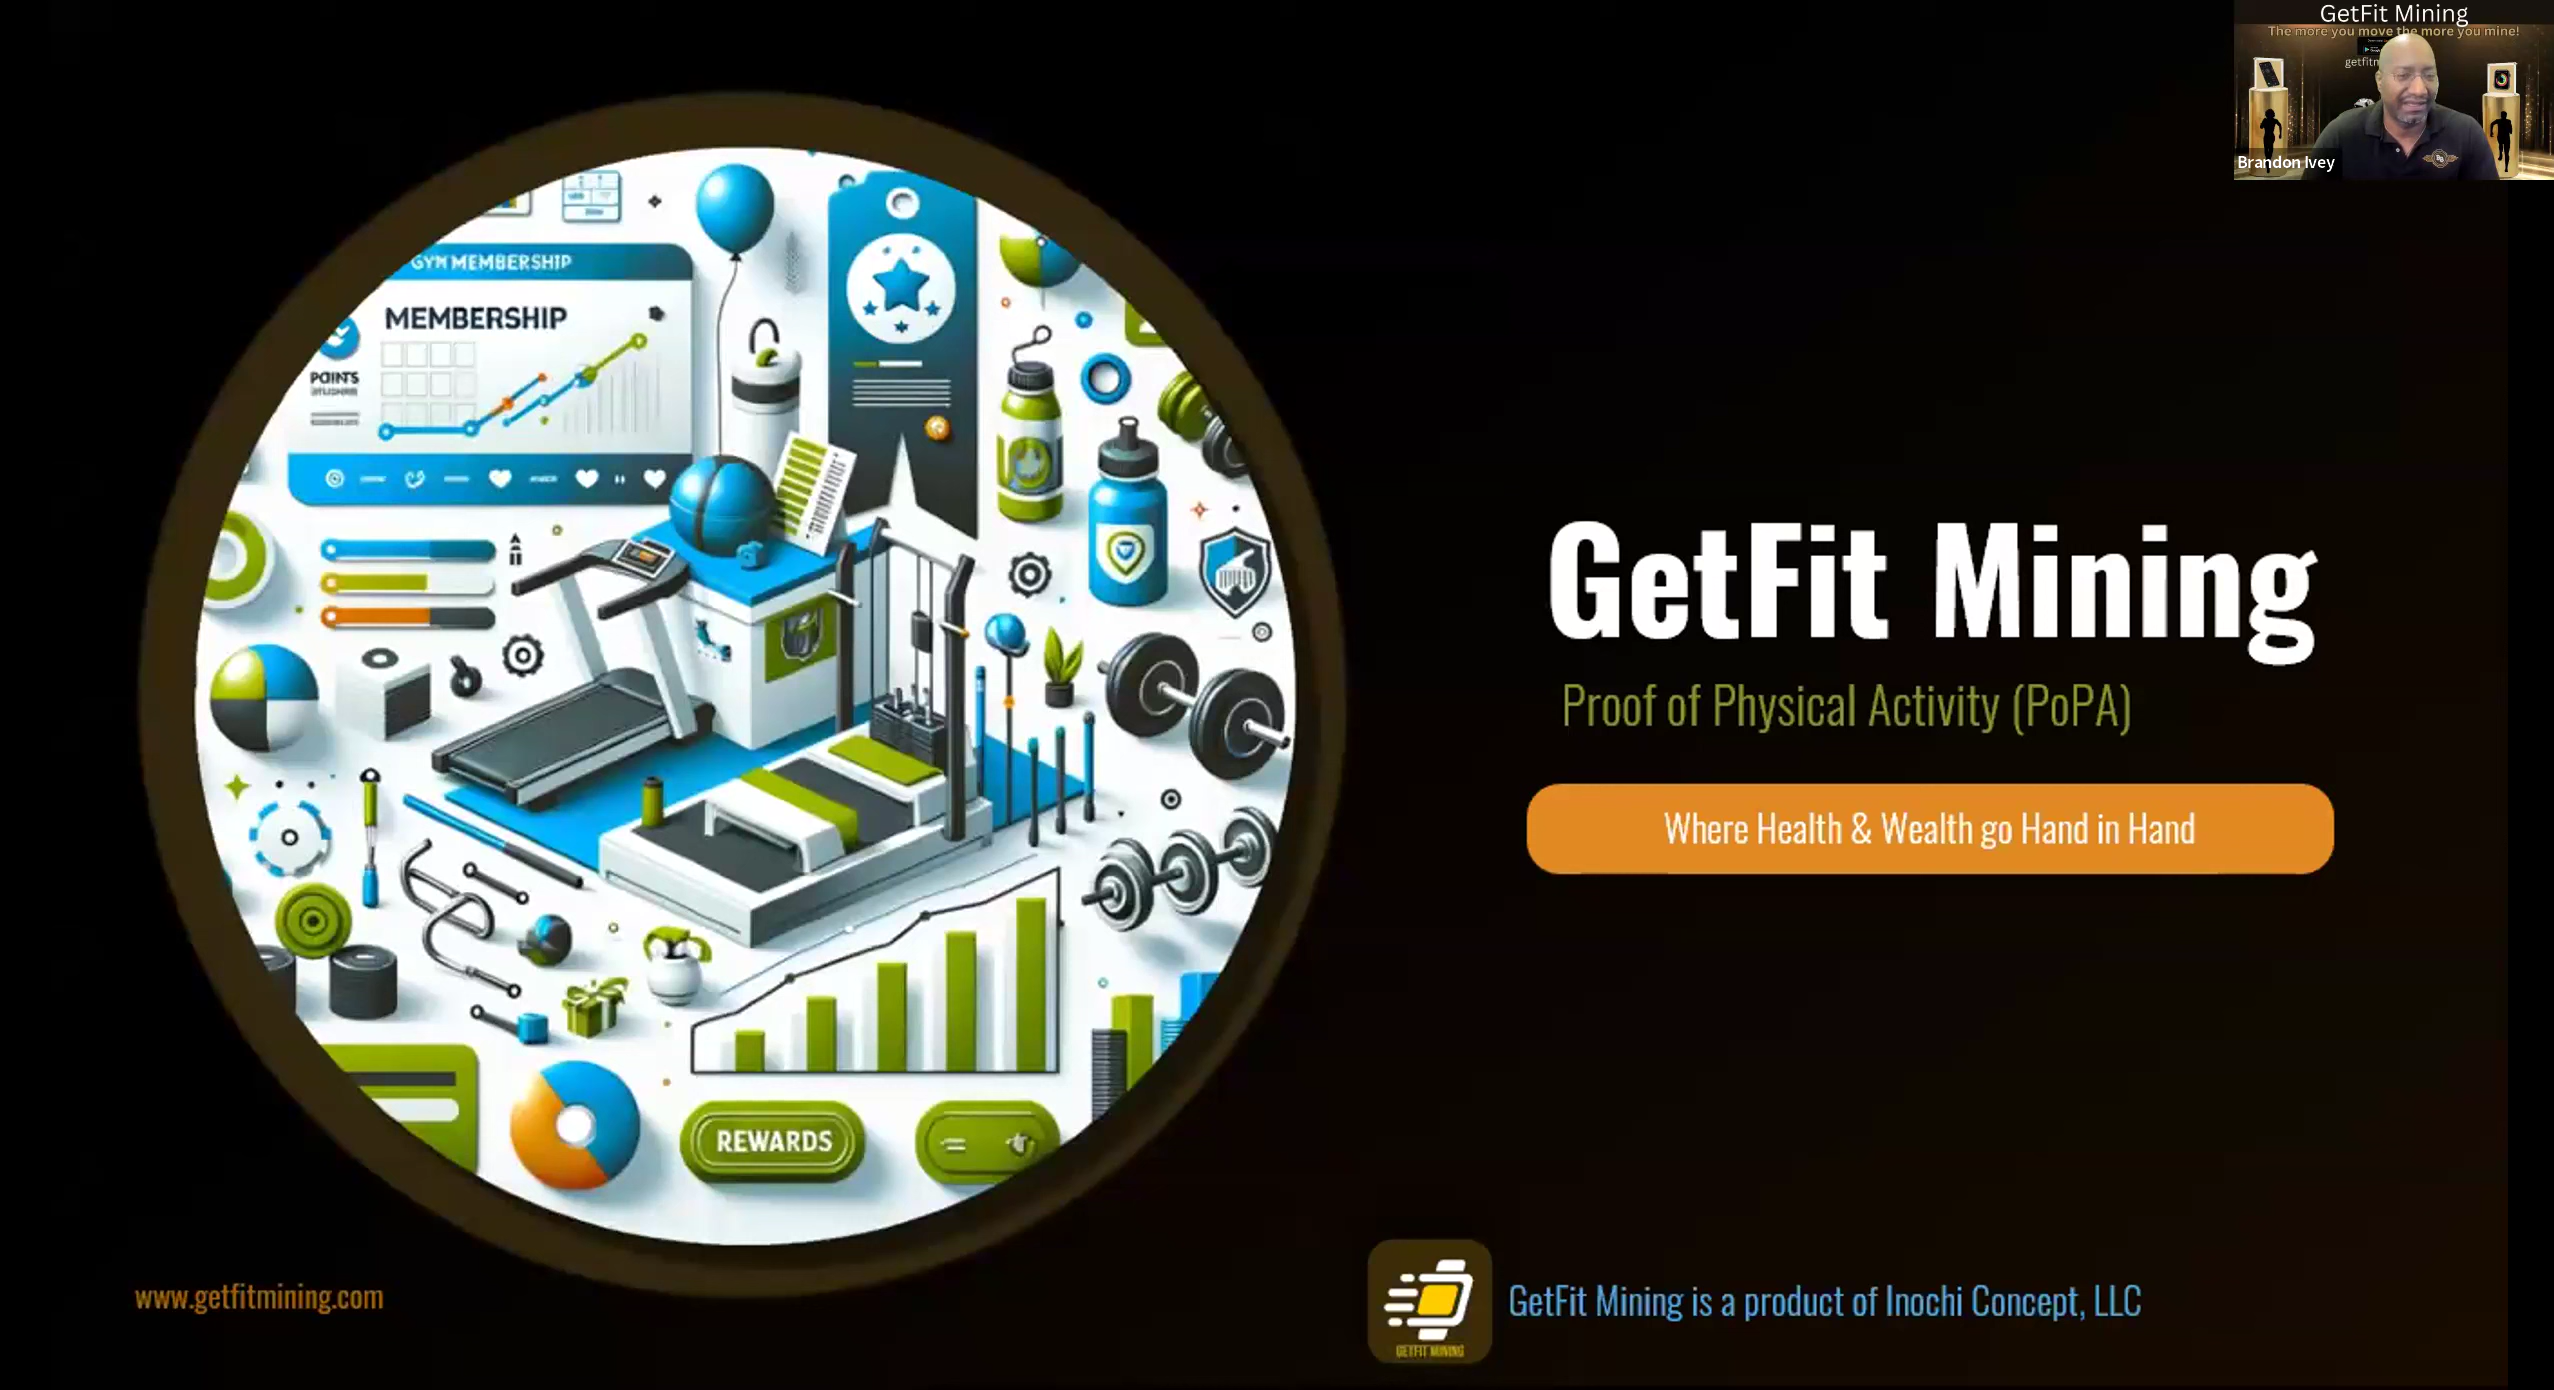 GetFit Mining
The more you move the more you mine!
getfitm
Brandon Ivey
GYM MEMBERSHIP
MEMBERSHIP
POINTS
REWARDS
GetFit Mining
Proof of Physical Activity (PoPA)
Where Health & Wealth go Hand in Hand
www.getfitmining.com
GETFIT MINING
GetFit Mining is a product of Inochi Concept, LLC